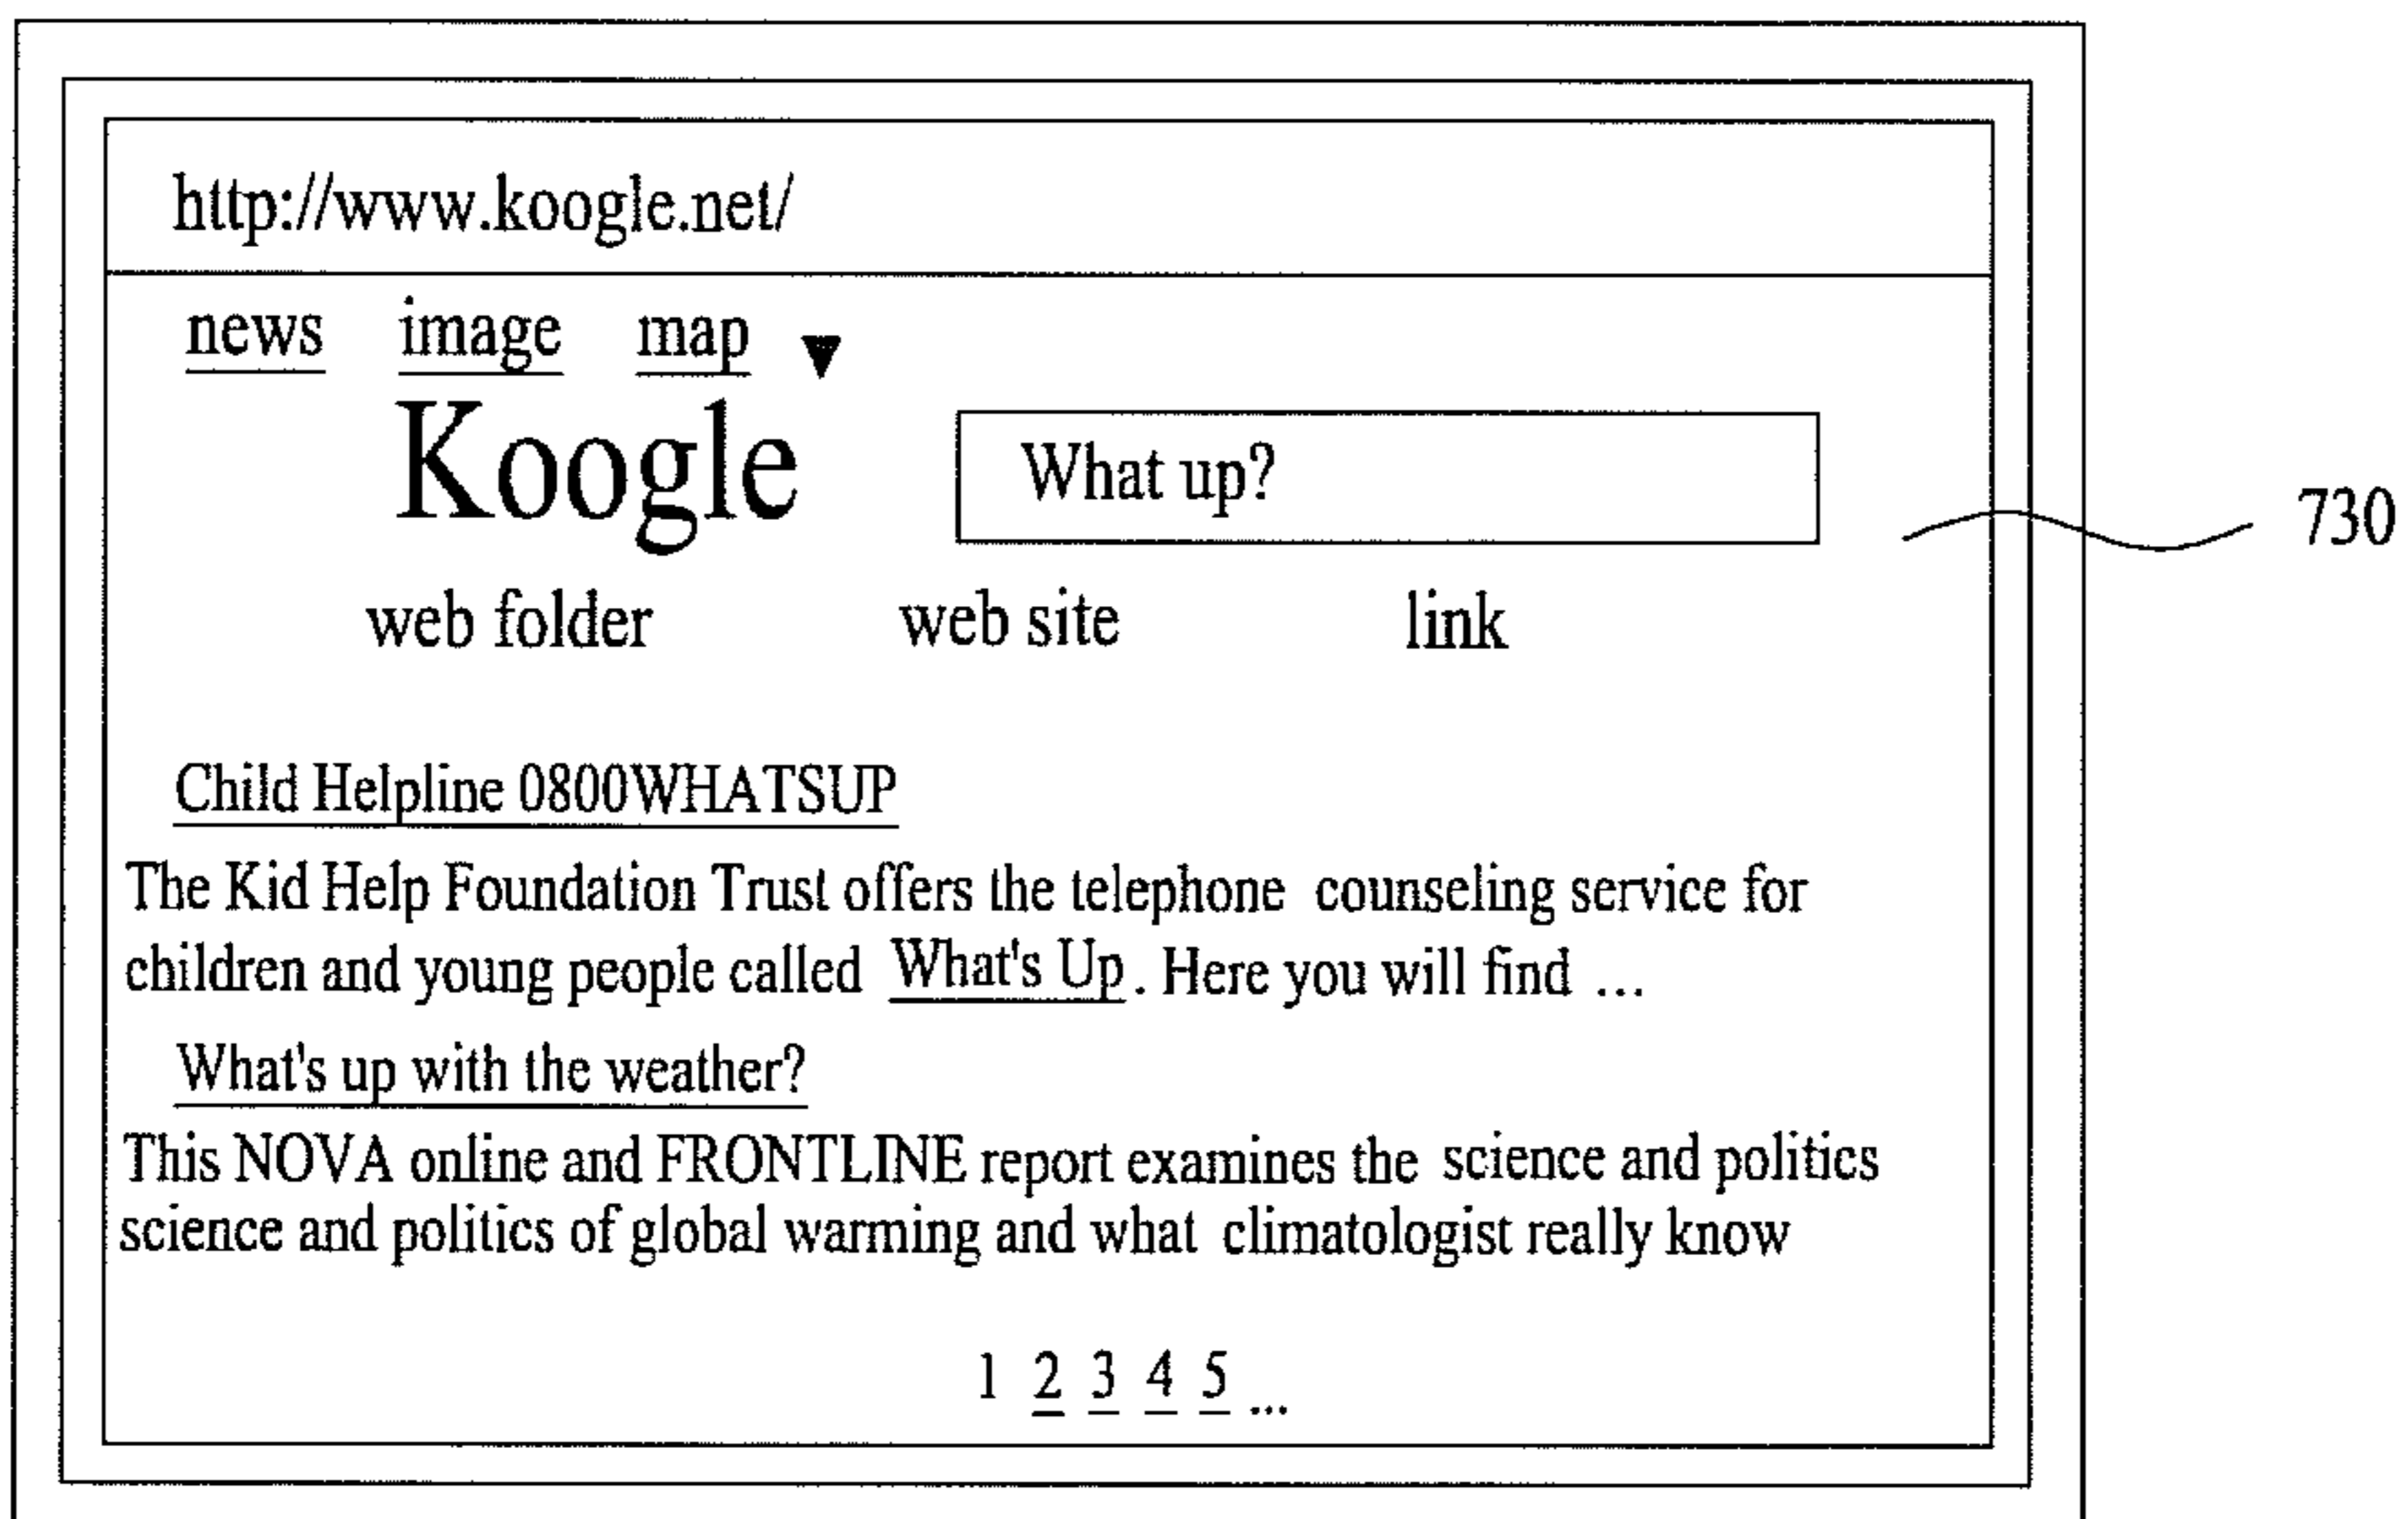 http://www.koogle.net/
news image map ▼
Koogle What up?
730
web folder web site link
Child Helpline 0800WHATSUP
The Kid Help Foundation Trust offers the telephone counseling service for
children and young people called What's Up. Here you will find ...
What's up with the weather?
This NOVA online and FRONTLINE report examines the science and politics
science and politics of global warming and what climatologist really know
1 2 3 4 5 ...